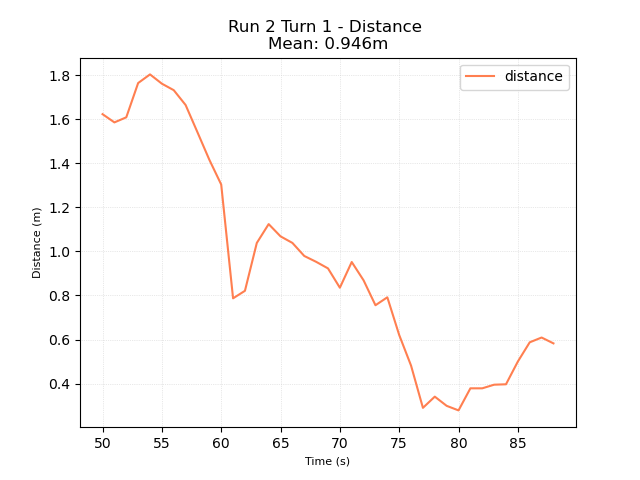 Run 2 Turn 1 - Distance
Mean: 0.946m
distance
Distance (m)
1.8
1.6
1.4
1.2
1.0
0.8
0.6
0.4
50 55 60 65 70 75 80 85
Time (s)